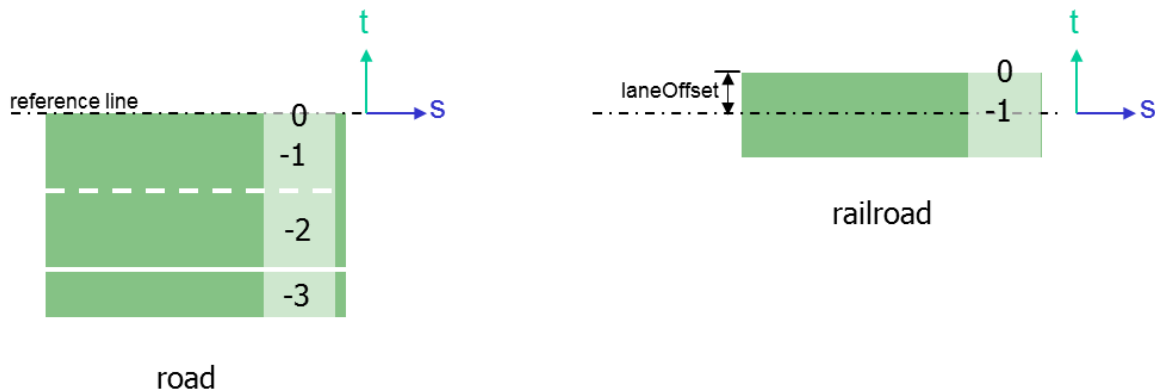 t
reference line
s
0
-1
-2
-3
road
t
laneOffset
s
0
-1
railroad